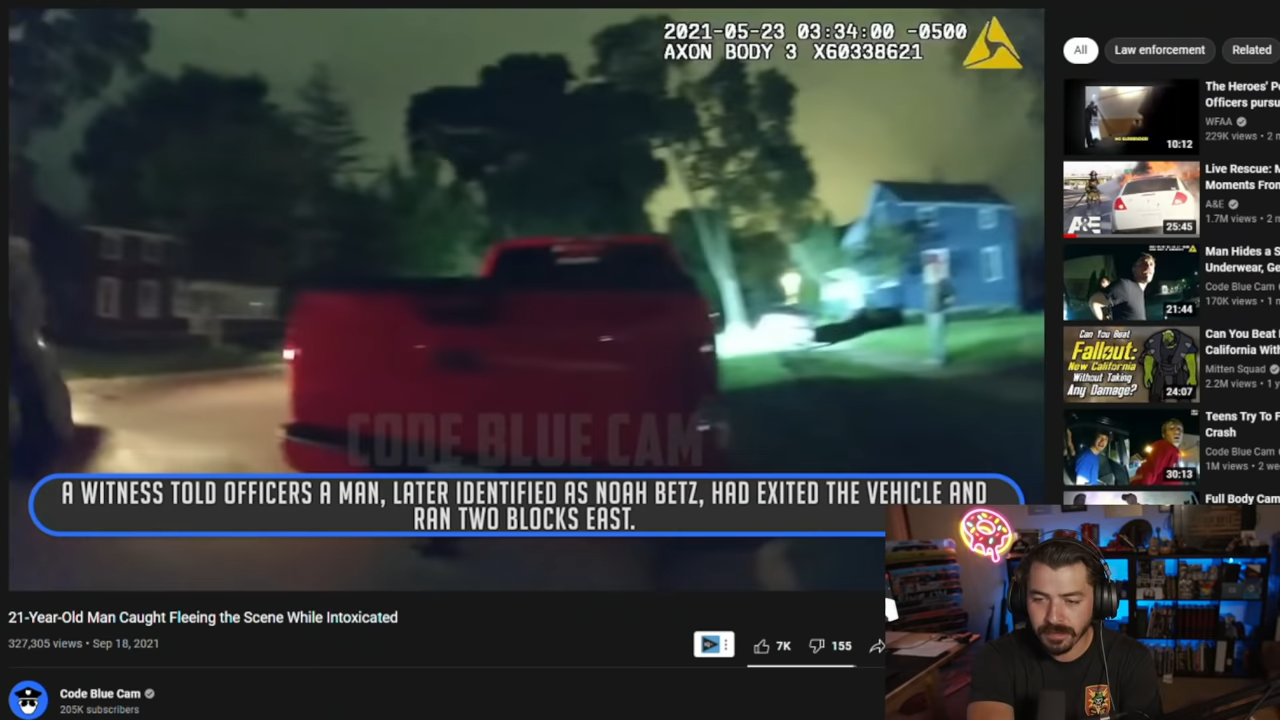 2021-05-23 03:34:00 -0500
AXON BODY 3 X60338621
CODE BLUE CAM
A WITNESS TOLD OFFICERS A MAN, LATER IDENTIFIED AS NOAH BETZ, HAD EXITED THE VEHICLE AND
RAN TWO BLOCKS EAST.
21-Year-Old Man Caught Fleeing the Scene While Intoxicated
327,305 views • Sep 18, 2021
7K
155
Code Blue Cam
205K subscribers
All
Law enforcement
Related
The Heroes' P
Officers pursu
WFAA
229K views • 2 m
10:12
Live Rescue: M
Moments From
A&E
1.7M views • 2 m
A&E
25:45
Man Hides a S
Underwear, Ge
Code Blue Cam
170K views • 1 m
21:44
Can You Beat
California With
Mitten Squad
2.2M views • 1 y
Can You Beat
Fallout:
New California
Without Taking
Any Damage?
24:07
Teens Try To F
Crash
Code Blue Cam
1M views • 2 we
30:13
Full Body Cam